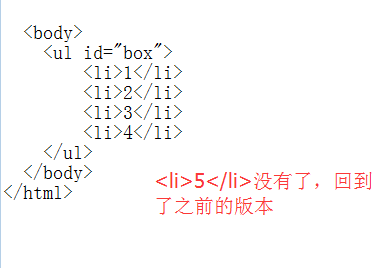 <body>
<ul id="box">
<li>1</li>
<li>2</li>
<li>3</li>
<li>4</li>
</ul>
</body>
</html>
<li>5</li>没有了，回到
了之前的版本